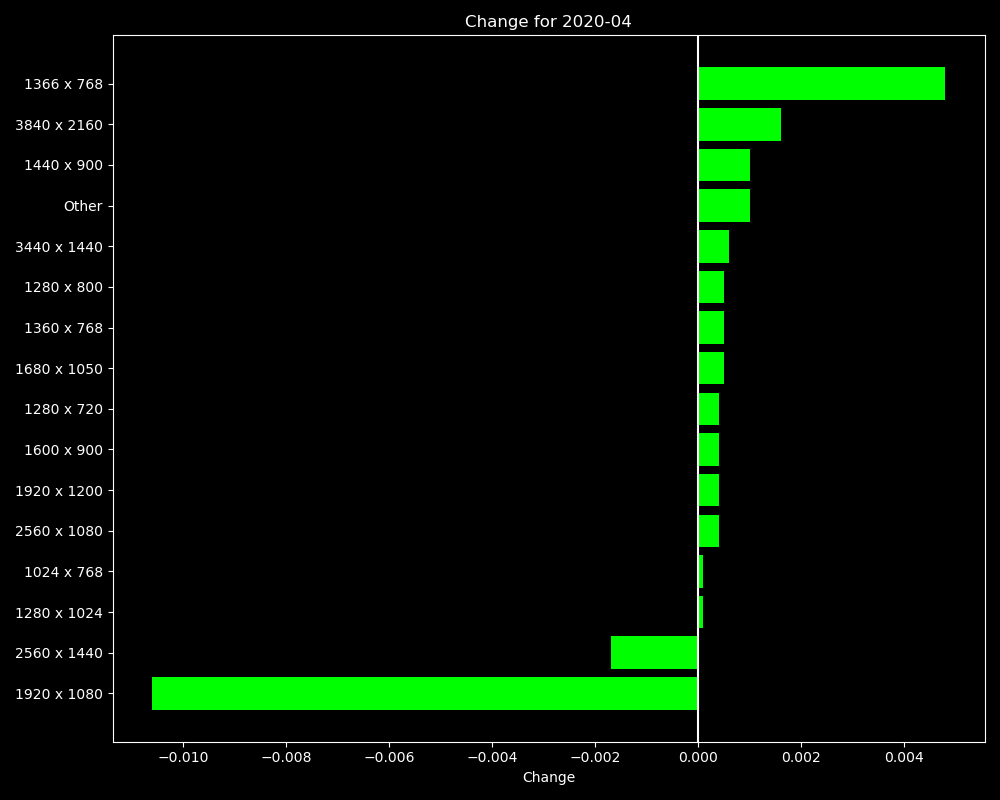 Change for 2020-04
1366 x 768
3840 x 2160
1440 x 900
Other
3440 x 1440
1280 x 800
1360 x 768
1680 x 1050
1280 x 720
1600 x 900
1920 x 1200
2560 x 1080
1024 x 768
1280 x 1024
2560 x 1440
1920 x 1080
−0.010 −0.008 −0.006 −0.004 −0.002 0.000 0.002 0.004
Change